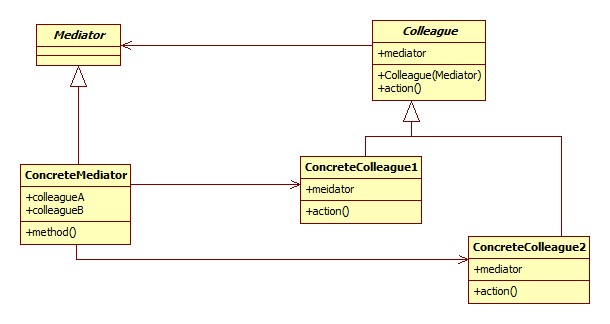 Mediator
Colleague
+mediator
+Colleague(Mediator)
+action()
ConcreteMediator
+colleagueA
+colleagueB
+method()
ConcreteColleague1
+meidator
+action()
ConcreteColleague2
+mediator
+action()